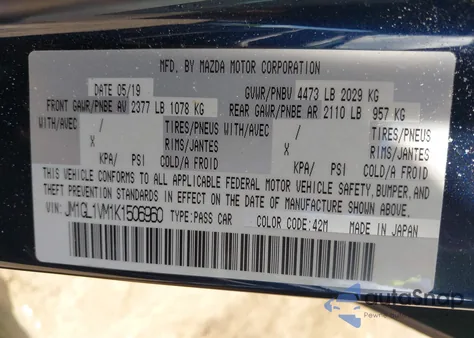 MFD. BY MAZDA MOTOR CORPORATION
DATE 05/19 GVWR/PNBV 4473 LB 2029 KG
FRONT GAWR/PNBE AV 2377 LB 1078 KG REAR GAWR/PNBE AR 2110 LB 957 KG
WITH/AVEC / TIRES/PNEUS WITH/AVEC / TIRES/PNEUS
X RIMS/JANTES X RIMS/JANTES
KPA/ PSI COLD/A FROID KPA/ PSI COLD/A FROID
THIS VEHICLE CONFORMS TO ALL APPLICABLE FEDERAL MOTOR VEHICLE SAFETY, BUMPER, AND
THEFT PREVENTION STANDARDS IN EFFECT ON THE DATE OF MANUFACTURE SHOWN ABOVE.
VIN: JM1GL1VM1K1506960 TYPE:PASS CAR COLOR CODE:42M MADE IN JAPAN
autoSnap